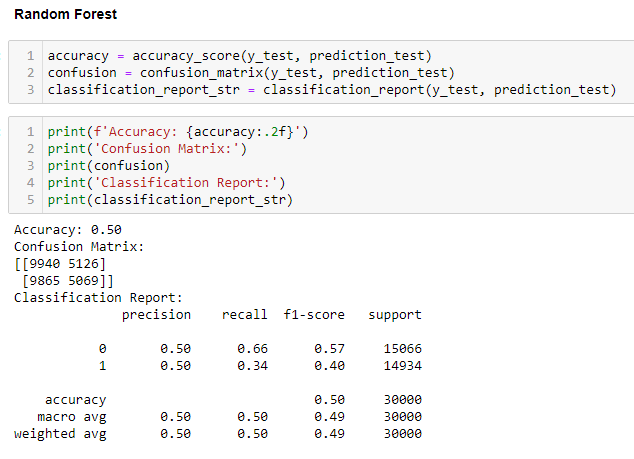 Random Forest
1 accuracy = accuracy_score(y_test, prediction_test)
2 confusion = confusion_matrix(y_test, prediction_test)
3 classification_report_str = classification_report(y_test, prediction_test)
1 print(f'Accuracy: {accuracy:.2f}')
2 print('Confusion Matrix:')
3 print(confusion)
4 print('Classification Report:')
5 print(classification_report_str)
Accuracy: 0.50
Confusion Matrix:
[[9940 5126]
 [9865 5069]]
Classification Report:
              precision    recall  f1-score   support
           0       0.50      0.66      0.57     15066
           1       0.50      0.34      0.40     14934
    accuracy                           0.50     30000
   macro avg       0.50      0.50      0.49     30000
weighted avg       0.50      0.50      0.49     30000